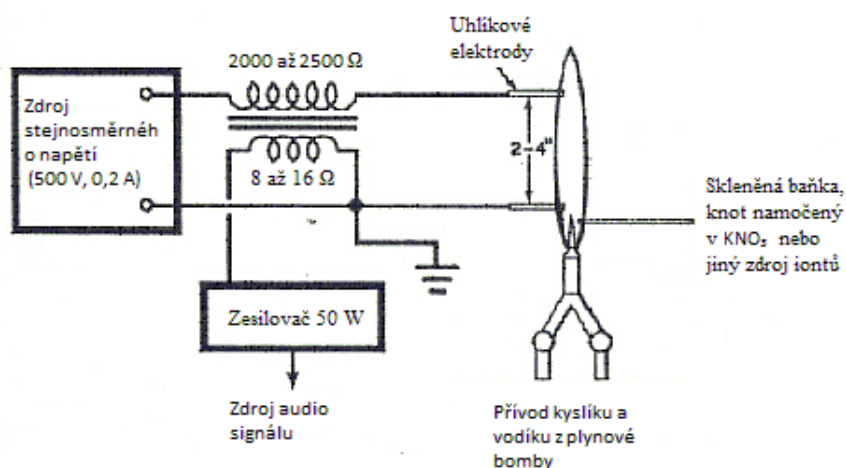 Uhlíkové
elektrody
2000 až 2500 Ω
Zdroj
stejnosměrnéh
o napětí
(500 V, 0,2 A)
2-4"
8 až 16 Ω
Skleněná baňka,
knot namočený
v KNO₃ nebo
jiný zdroj iontů
Zesilovač 50 W
Zdroj audio
signálu
Přívod kyslíku a
vodíku z plynové
bomby